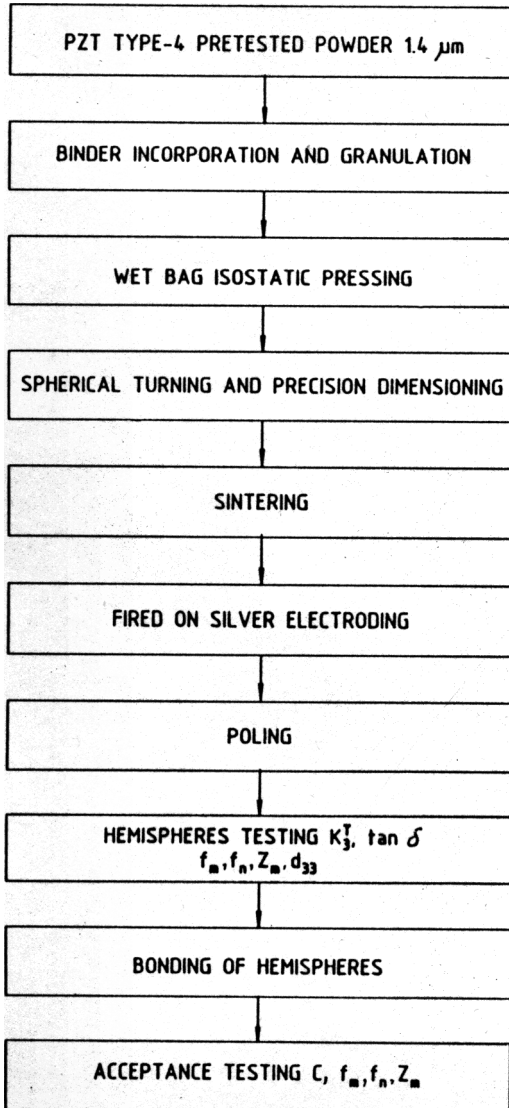 PZT TYPE-4 PRETESTED POWDER 1.4 μm
BINDER INCORPORATION AND GRANULATION
WET BAG ISOSTATIC PRESSING
SPHERICAL TURNING AND PRECISION DIMENSIONING
SINTERING
FIRED ON SILVER ELECTRODING
POLING
HEMISPHERES TESTING K₃ᵀ, tan δ
fₘ, fₙ, Zₘ, d₃₃
BONDING OF HEMISPHERES
ACCEPTANCE TESTING C, fₘ, fₙ, Zₘ